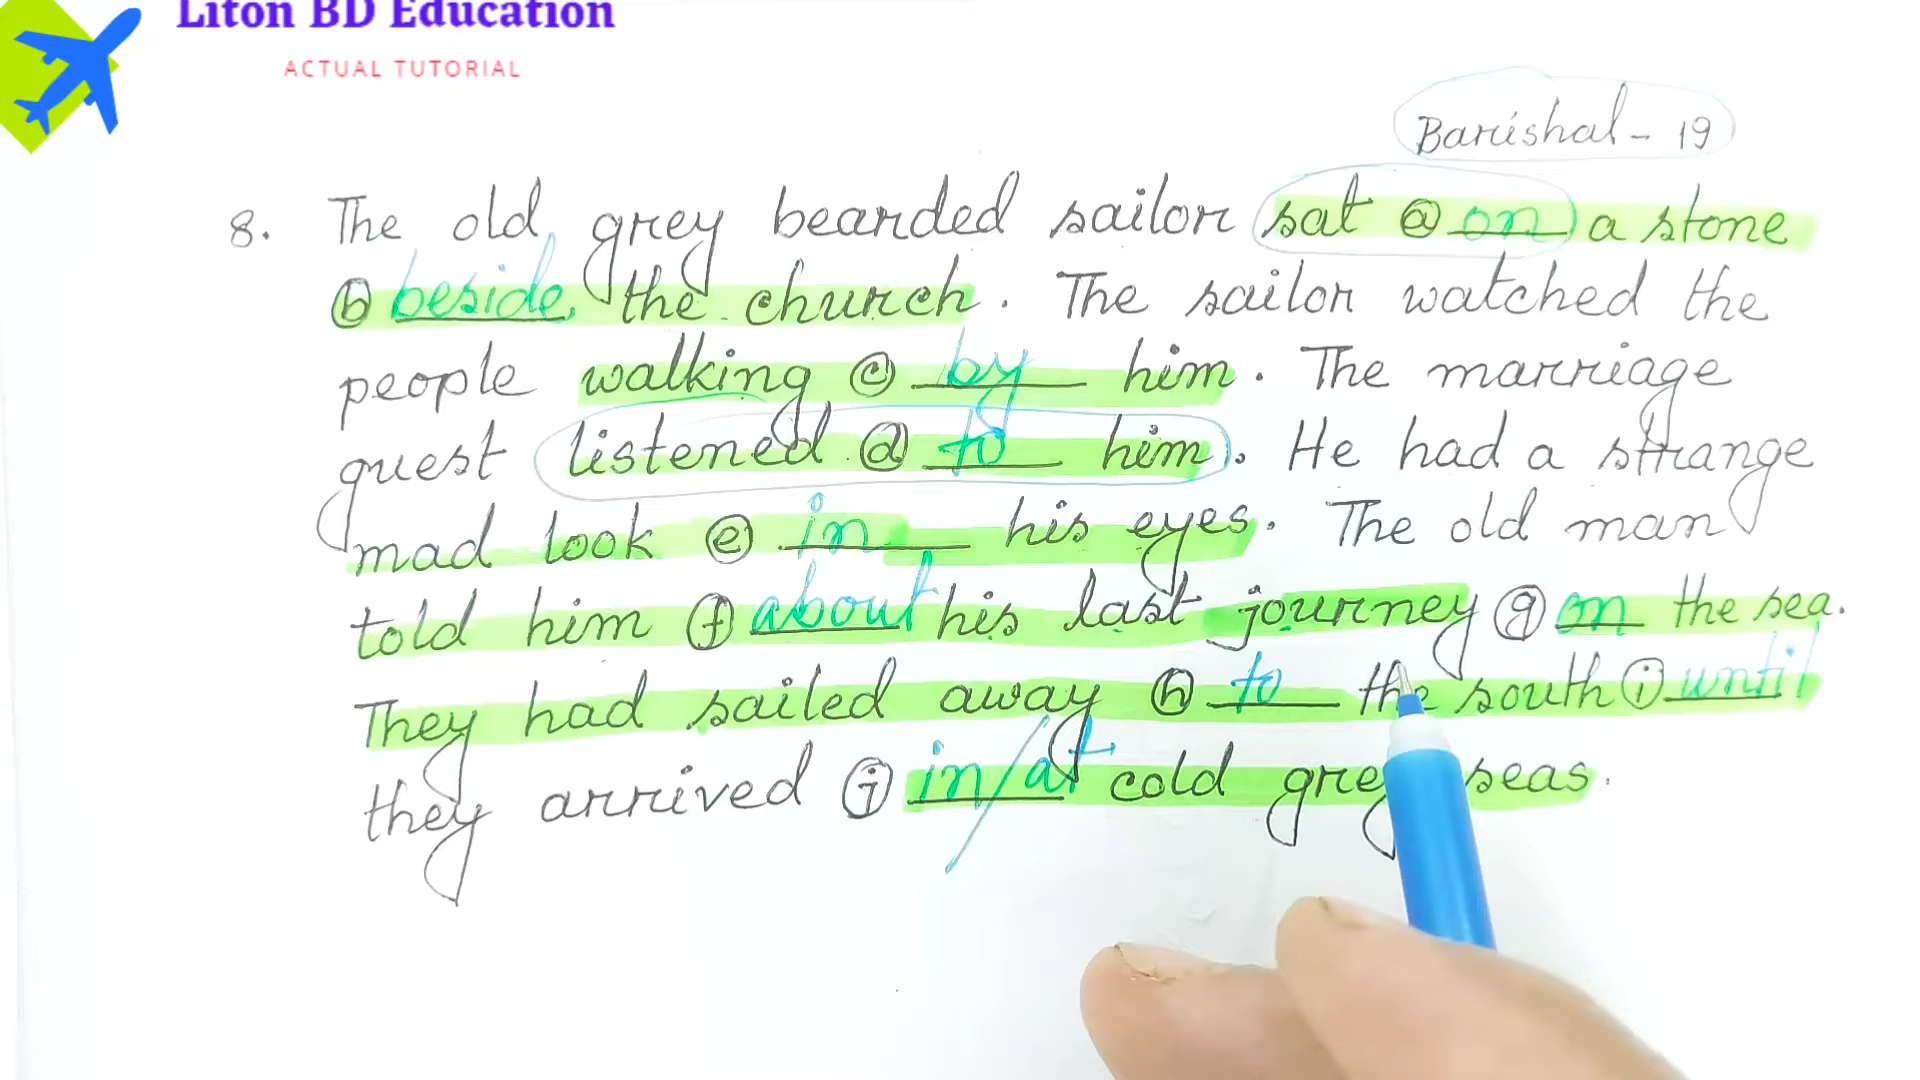 Liton BD Education
ACTUAL TUTORIAL
Barishal - 19
8. The old grey bearded sailor sat ⓐ on a stone
ⓑ beside the church. The sailor watched the
people walking ⓒ by him. The marriage
guest listened ⓓ to him. He had a strange
mad look ⓔ in his eyes. The old man
told him ⓕ about his last journey ⓖ on the sea.
They had sailed away ⓗ to the south ⓘ until
they arrived ⓙ in/at cold grey seas.